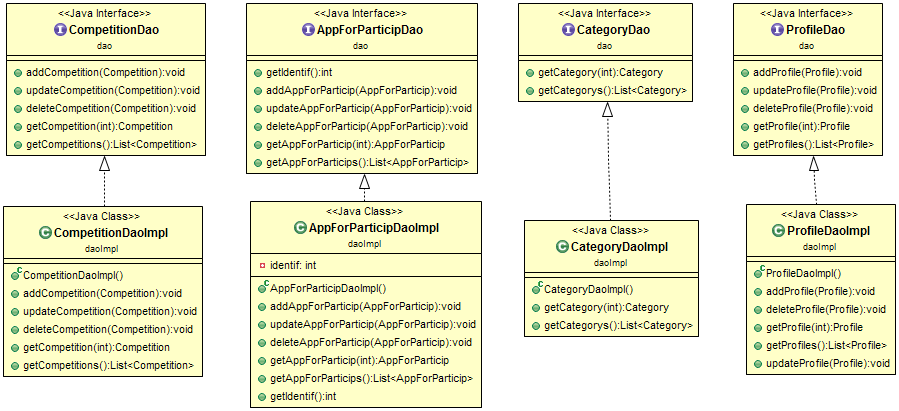 <<Java Interface>>
CompetitionDao
dao
addCompetition(Competition):void
updateCompetition(Competition):void
deleteCompetition(Competition):void
getCompetition(int):Competition
getCompetitions():List<Competition>
<<Java Interface>>
AppForParticipDao
dao
getIdentif():int
addAppForParticip(AppForParticip):void
updateAppForParticip(AppForParticip):void
deleteAppForParticip(AppForParticip):void
getAppForParticip(int):AppForParticip
getAppForParticips():List<AppForParticip>
<<Java Interface>>
CategoryDao
dao
getCategory(int):Category
getCategorys():List<Category>
<<Java Interface>>
ProfileDao
dao
addProfile(Profile):void
updateProfile(Profile):void
deleteProfile(Profile):void
getProfile(int):Profile
getProfiles():List<Profile>
<<Java Class>>
CompetitionDaoImpl
daoImpl
CompetitionDaoImpl()
addCompetition(Competition):void
updateCompetition(Competition):void
deleteCompetition(Competition):void
getCompetition(int):Competition
getCompetitions():List<Competition>
<<Java Class>>
AppForParticipDaoImpl
daoImpl
identif: int
AppForParticipDaoImpl()
addAppForParticip(AppForParticip):void
updateAppForParticip(AppForParticip):void
deleteAppForParticip(AppForParticip):void
getAppForParticip(int):AppForParticip
getAppForParticips():List<AppForParticip>
getIdentif():int
<<Java Class>>
CategoryDaoImpl
daoImpl
CategoryDaoImpl()
getCategory(int):Category
getCategorys():List<Category>
<<Java Class>>
ProfileDaoImpl
daoImpl
ProfileDaoImpl()
addProfile(Profile):void
deleteProfile(Profile):void
getProfile(int):Profile
getProfiles():List<Profile>
updateProfile(Profile):void